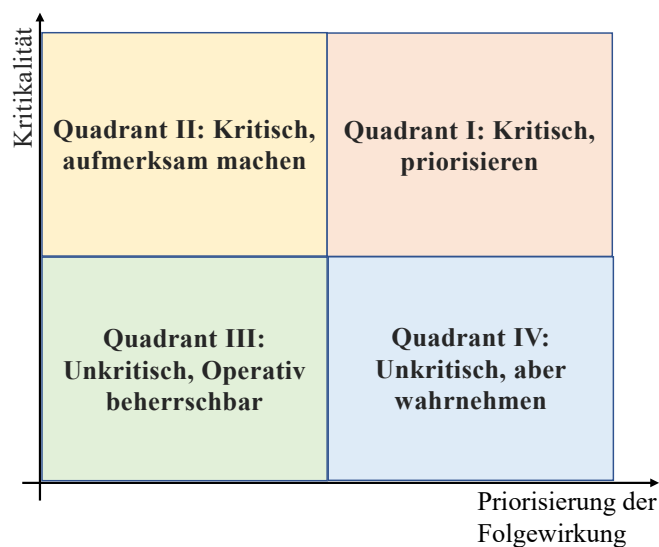 Kritikalität
Quadrant II: Kritisch,
aufmerksam machen
Quadrant I: Kritisch,
priorisieren
Quadrant III:
Unkritisch, Operativ
beherrschbar
Quadrant IV:
Unkritisch, aber
wahrnehmen
Priorisierung der
Folgewirkung